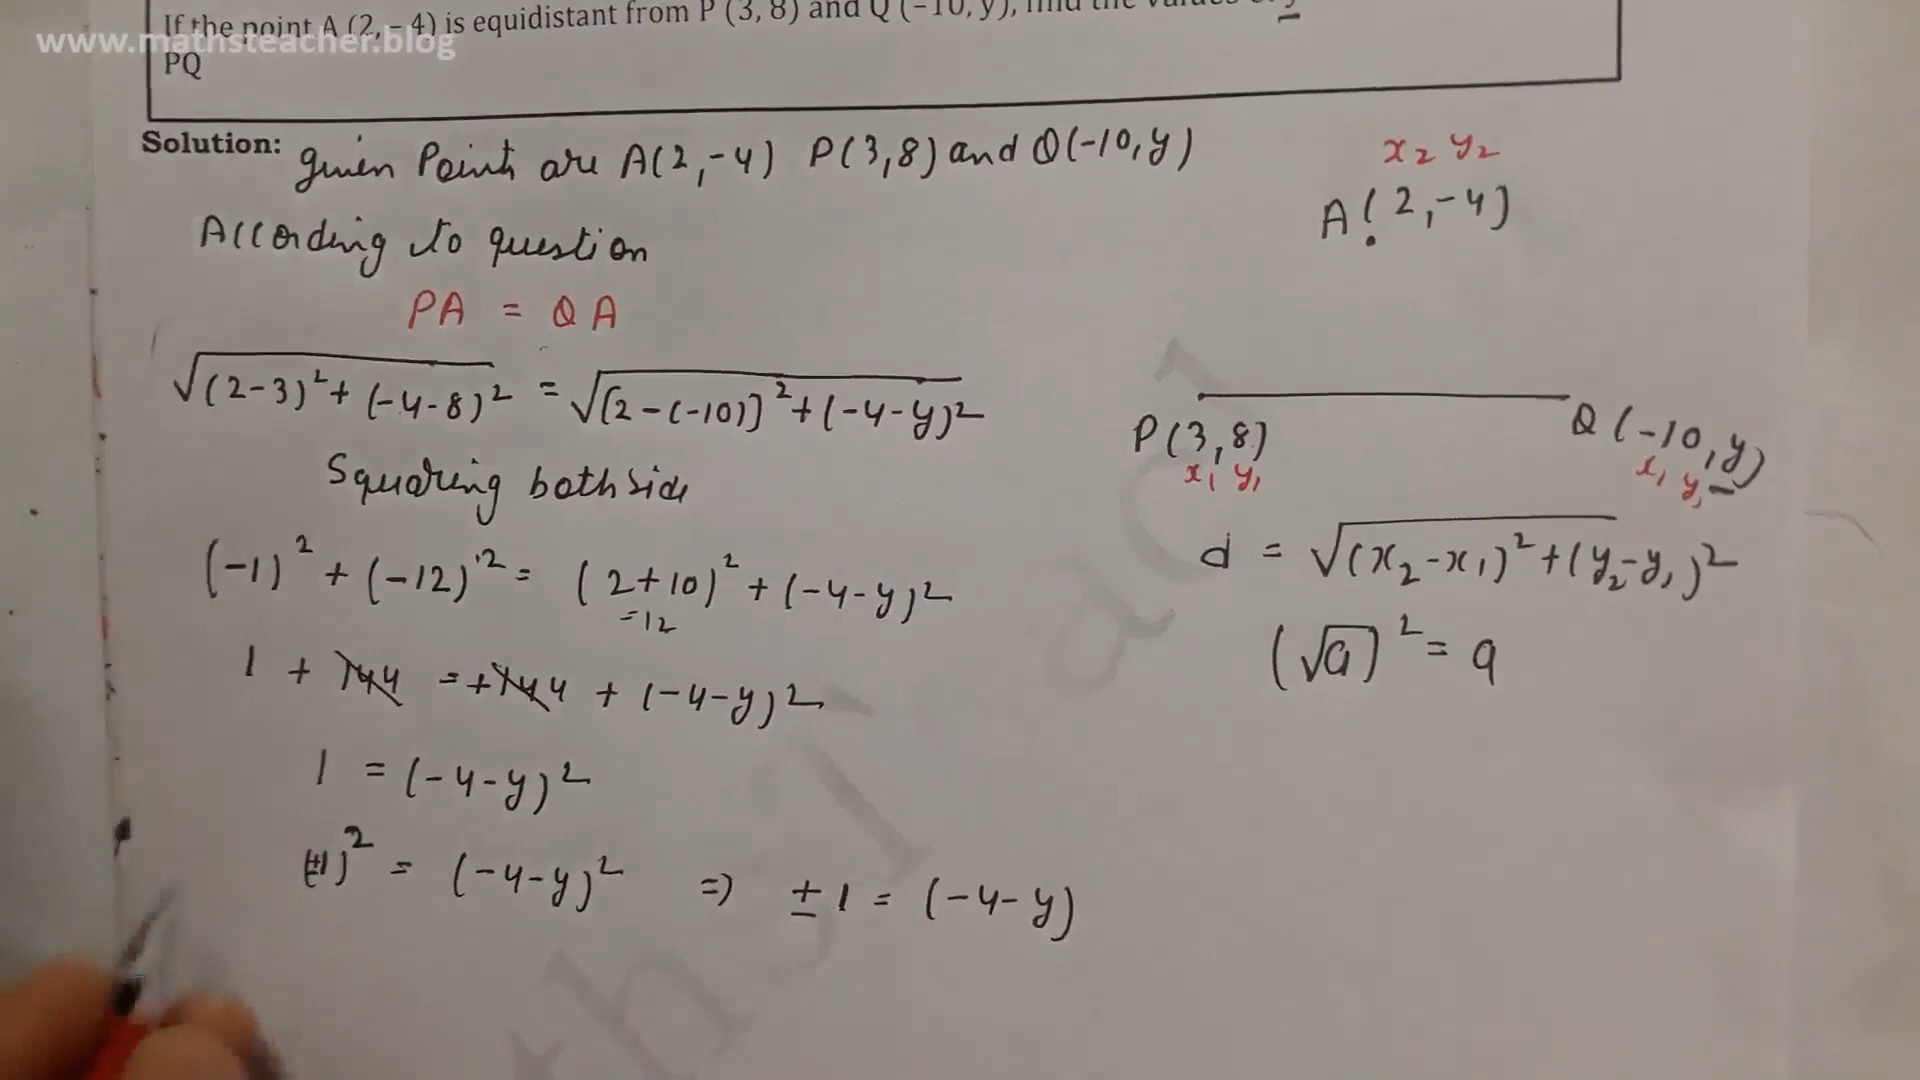 If the point A (2, – 4) is equidistant from P (3, 8) and Q (–10, y), find the values
www.mathsteacher.blog
PQ
Solution: given Points are A(2,-4) P(3,8) and Q(-10,y)
x₂ y₂
A(2,-4)
According to question
PA = QA
√(2-3)²+(-4-8)² = √[2-(-10)]²+(-4-y)²
P(3,8) Q(-10,y)
x₁ y₁ x₁ y₁
Squaring both side
d = √(x₂-x₁)²+(y₂-y₁)²
(-1)²+(-12)²= (2+10)²+(-4-y)²
=12
(√a)²= a
1 + 144 =+144 + (-4-y)²
1 = (-4-y)²
(±1)² = (-4-y)² => ±1 = (-4-y)